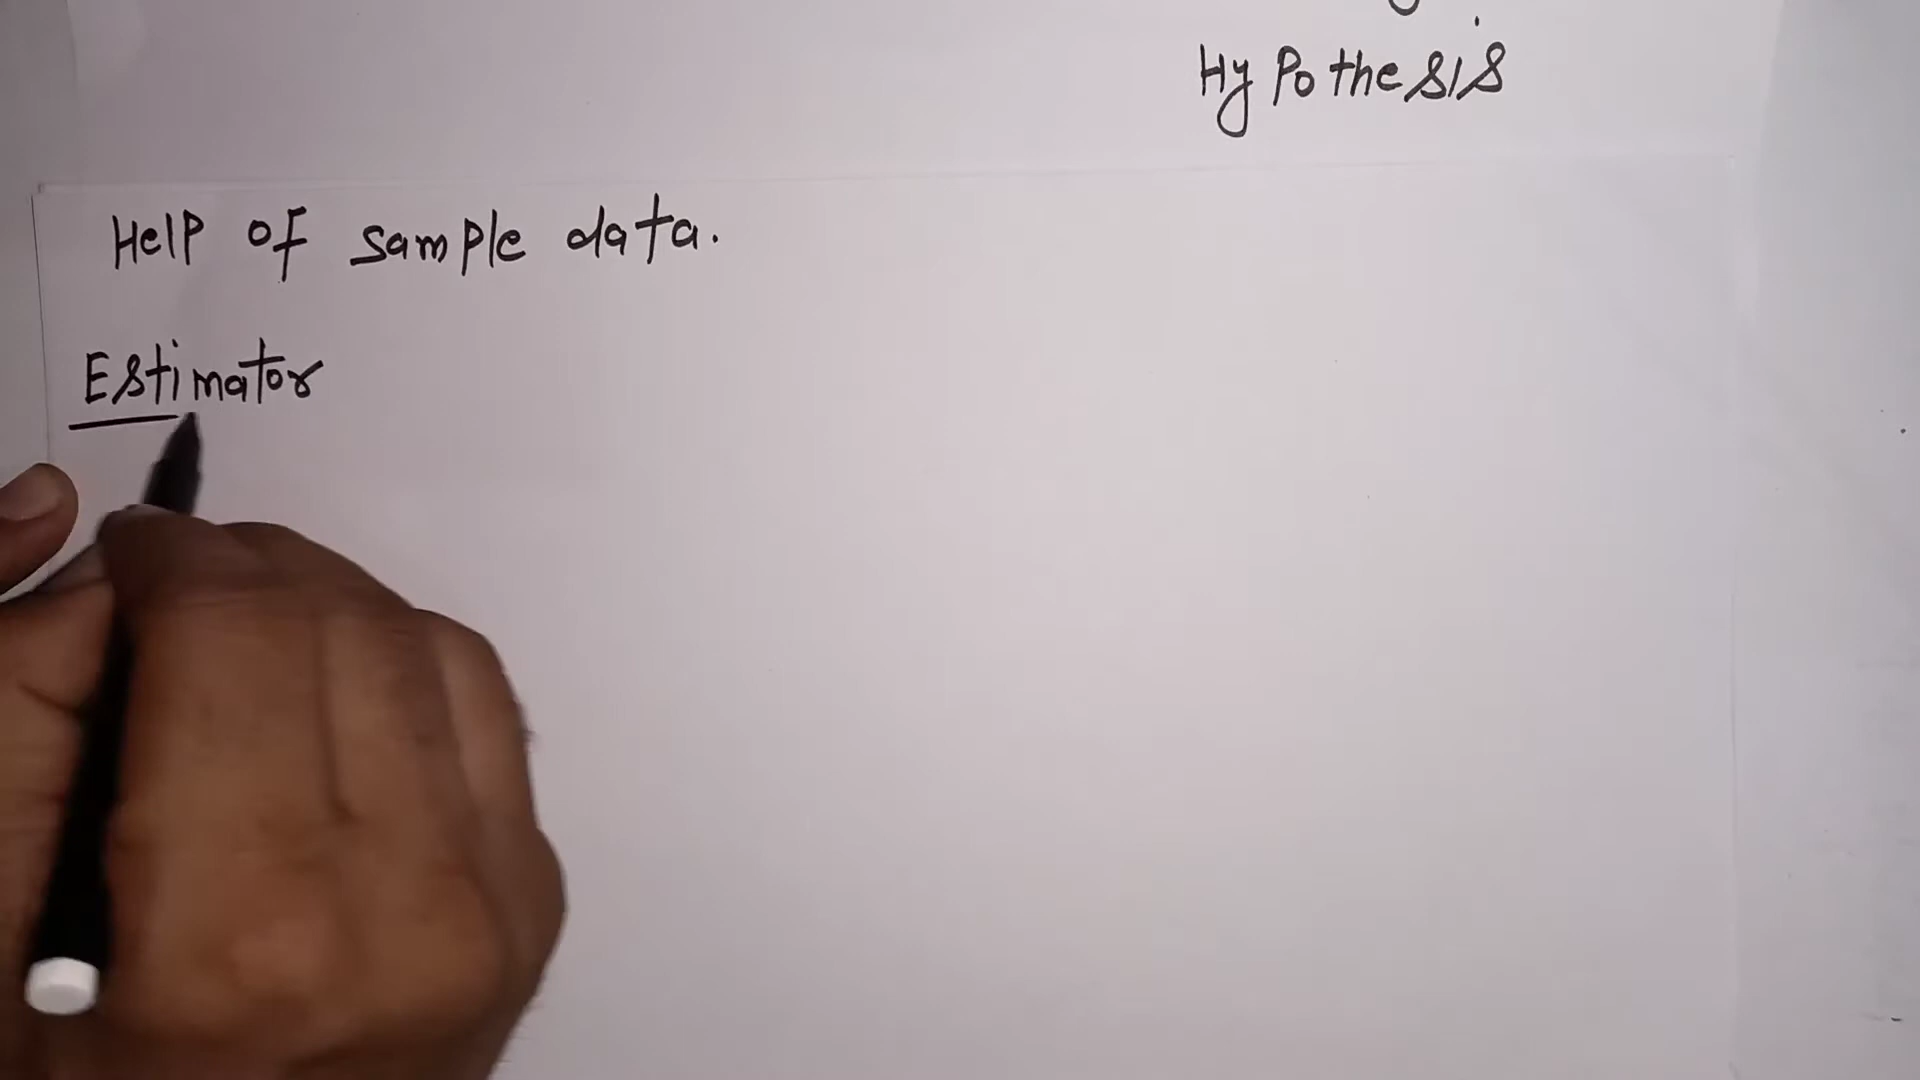 Hypothesis
Help of sample data.
Estimator